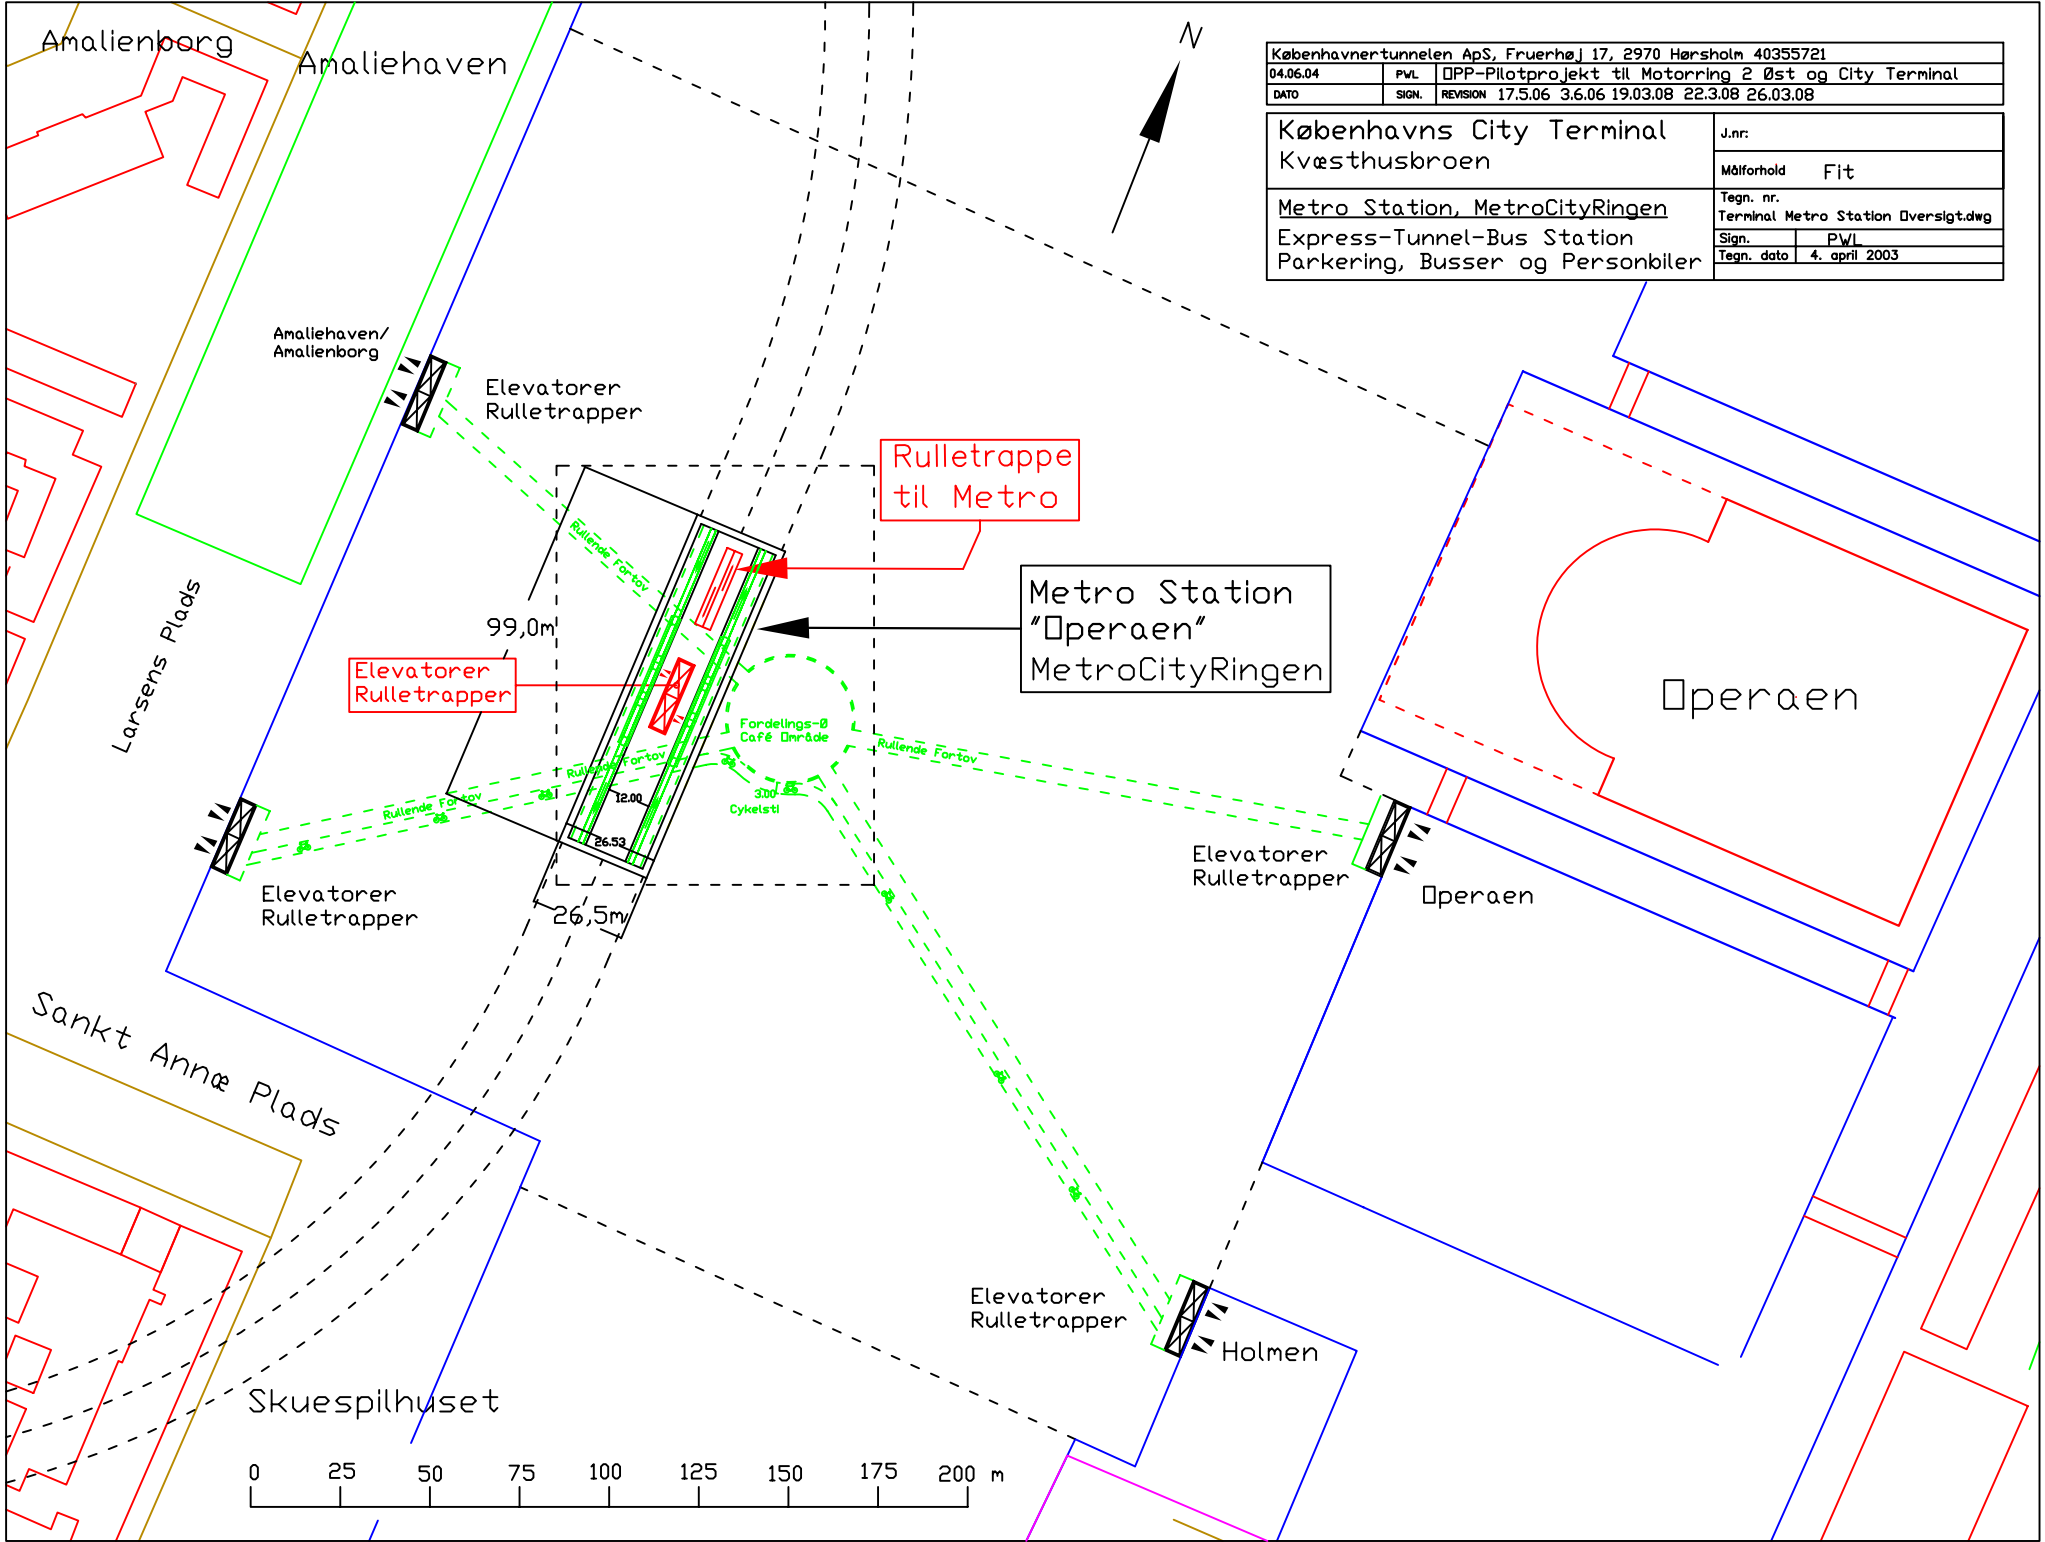 Amalienborg
Amaliehaven
N
Københavnertunnelen ApS, Fruerhøj 17, 2970 Hørsholm 40355721
04.06.04 PWL OPP-Pilotprojekt til Motorring 2 Øst og City Terminal
DATO SIGN. REVISION 17.5.06 3.6.06 19.03.08 22.3.08 26.03.08
Københavns City Terminal
Kvæsthusbroen
J.nr:
Målforhold Fit
Metro Station, MetroCityRingen
Express-Tunnel-Bus Station
Parkering, Busser og Personbiler
Tegn. nr.
Terminal Metro Station Oversigt.dwg
Sign. PWL
Tegn. dato 4. april 2003
Amaliehaven/
Amalienborg
Elevatorer
Rulletrapper
Rulletrappe
til Metro
Rullende Fortov
Metro Station
"Operaen"
MetroCityRingen
99,0m
Elevatorer
Rulletrapper
Larsens Plads
Operaen
Fordelings-Ø
Café Område
Rullende Fortov
Rullende Fortov
Rullende Fortov
12.00
3.00
Cykelsti
26.53
Elevatorer
Rulletrapper
Operaen
Elevatorer
Rulletrapper
26,5m
Sankt Annæ Plads
Elevatorer
Rulletrapper
Holmen
Skuespilhuset
0 25 50 75 100 125 150 175 200 m